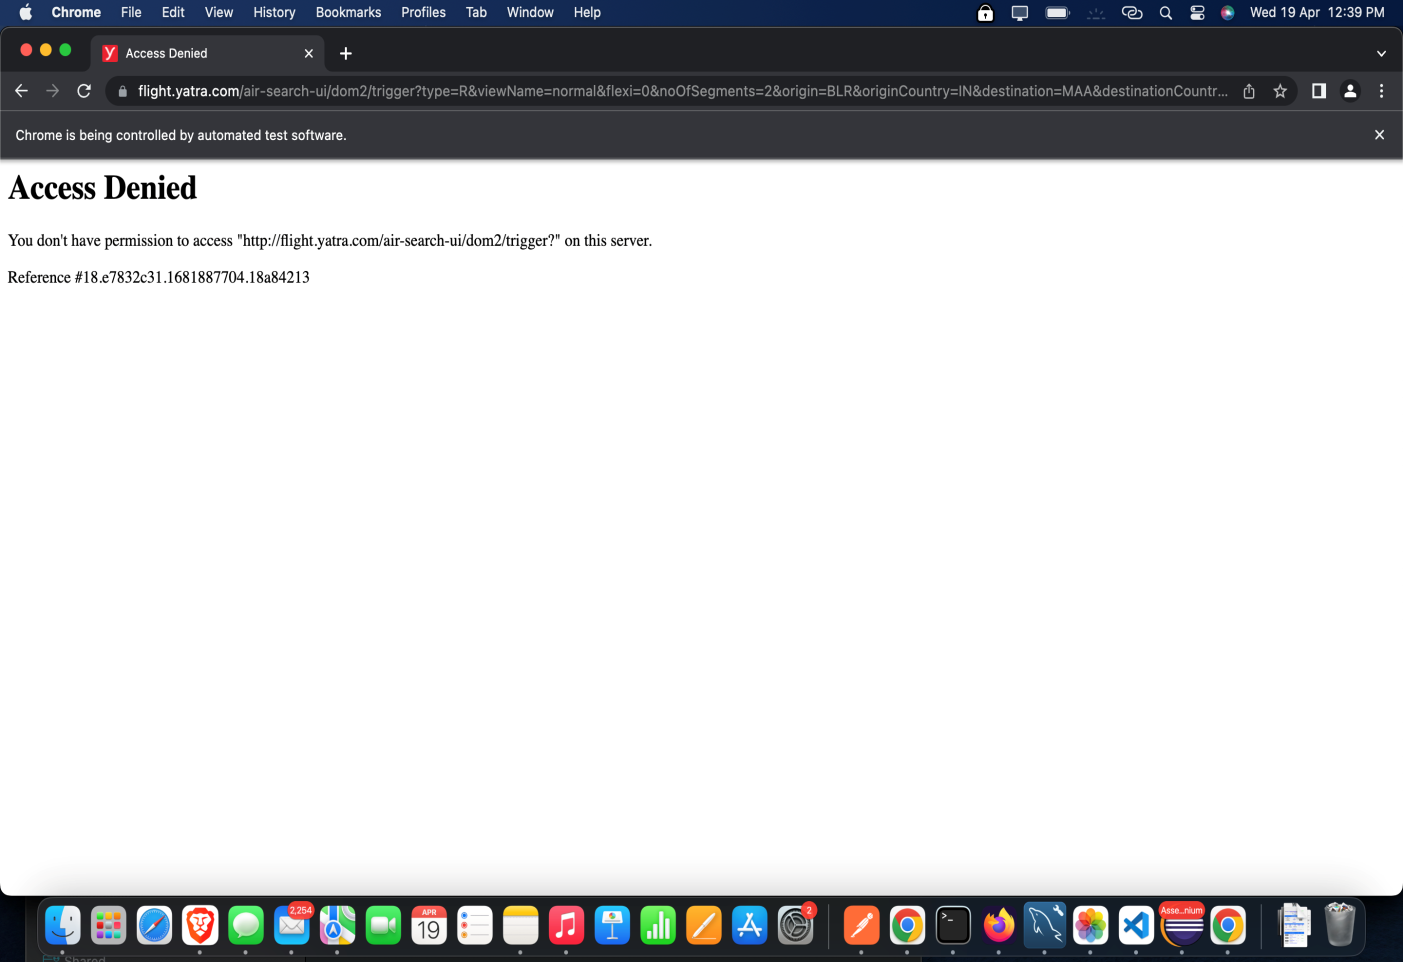 Chrome File Edit View History Bookmarks Profiles Tab Window Help Wed 19 Apr 12:39 PM
y Access Denied
flight.yatra.com/air-search-ui/dom2/trigger?type=R&viewName=normal&flexi=0&noOfSegments=2&origin=BLR&originCountry=IN&destination=MAA&destinationCountr...
Chrome is being controlled by automated test software.
Access Denied
You don't have permission to access "http://flight.yatra.com/air-search-ui/dom2/trigger?" on this server.
Reference #18.e7832c31.1681887704.18a84213
2,254
APR
19
2
Asse...nium
Shared